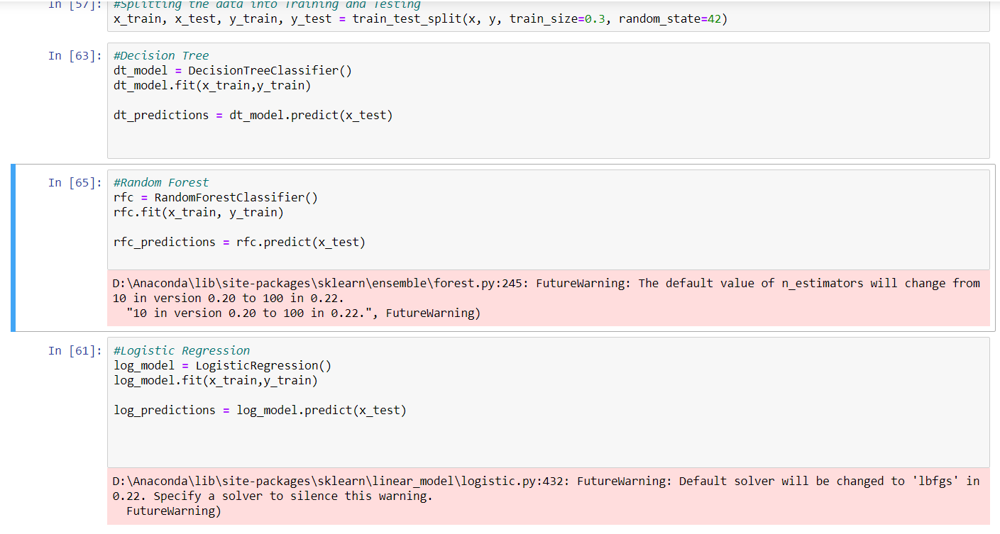 In [57]: #Splitting the data into Training and Testing
x_train, x_test, y_train, y_test = train_test_split(x, y, train_size=0.3, random_state=42)
In [63]: #Decision Tree
dt_model = DecisionTreeClassifier()
dt_model.fit(x_train,y_train)
dt_predictions = dt_model.predict(x_test)
In [65]: #Random Forest
rfc = RandomForestClassifier()
rfc.fit(x_train, y_train)
rfc_predictions = rfc.predict(x_test)
D:\Anaconda\lib\site-packages\sklearn\ensemble\forest.py:245: FutureWarning: The default value of n_estimators will change from
10 in version 0.20 to 100 in 0.22.
"10 in version 0.20 to 100 in 0.22.", FutureWarning)
In [61]: #Logistic Regression
log_model = LogisticRegression()
log_model.fit(x_train,y_train)
log_predictions = log_model.predict(x_test)
D:\Anaconda\lib\site-packages\sklearn\linear_model\logistic.py:432: FutureWarning: Default solver will be changed to 'lbfgs' in
0.22. Specify a solver to silence this warning.
FutureWarning)